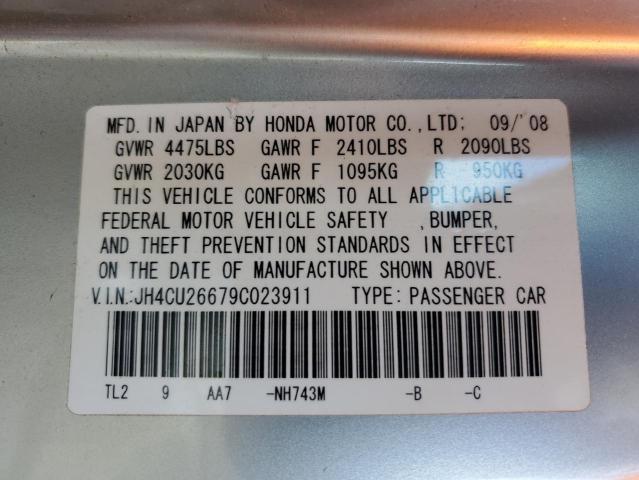 MFD. IN JAPAN BY HONDA MOTOR CO., LTD; 09/'08
GVWR 4475LBS GAWR F 2410LBS R 2090LBS
GVWR 2030KG GAWR F 1095KG R 950KG
THIS VEHICLE CONFORMS TO ALL APPLICABLE
FEDERAL MOTOR VEHICLE SAFETY , BUMPER,
AND THEFT PREVENTION STANDARDS IN EFFECT
ON THE DATE OF MANUFACTURE SHOWN ABOVE.
V.I.N.:JH4CU26679C023911 TYPE: PASSENGER CAR
TL2 9 AA7 -NH743M -B -C